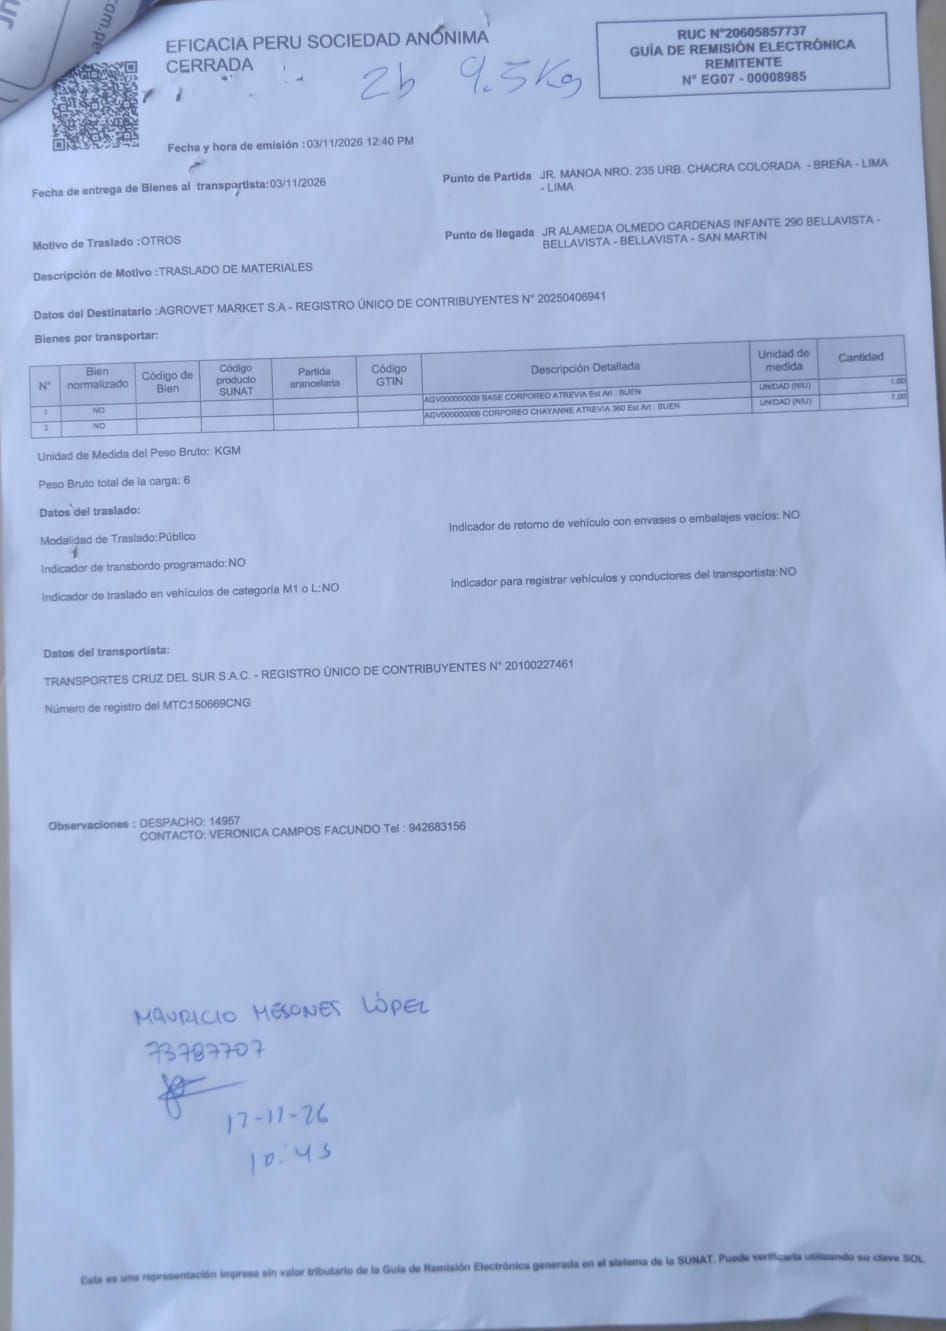 com.pe
EFICACIA PERU SOCIEDAD ANÓNIMA
CERRADA
2b 9.5Kg
RUC N°20605857737
GUÍA DE REMISIÓN ELECTRÓNICA
REMITENTE
N° EG07 - 00008985
Fecha y hora de emisión : 03/11/2026 12:40 PM
Fecha de entrega de Bienes al transportista:03/11/2026
Punto de Partida JR. MANOA NRO. 235 URB. CHACRA COLORADA - BREÑA - LIMA
- LIMA
Motivo de Traslado :OTROS
Punto de llegada JR ALAMEDA OLMEDO CARDENAS INFANTE 290 BELLAVISTA -
BELLAVISTA - BELLAVISTA - SAN MARTIN
Descripción de Motivo :TRASLADO DE MATERIALES
Datos del Destinatario :AGROVET MARKET S.A - REGISTRO ÚNICO DE CONTRIBUYENTES N° 20250406941
Bienes por transportar:
N° Bien normalizado Código de Bien Código producto SUNAT Partida arancelaria Código GTIN Descripción Detallada Unidad de medida Cantidad
1 NO AGV000000009 BASE CORPOREO ATREVIA Est Art : BUEN UNIDAD (NIU) 1.00
2 NO AGV000000006 CORPOREO CHAYANNE ATREVIA 360 Est Art : BUEN UNIDAD (NIU) 1.00
Unidad de Medida del Peso Bruto: KGM
Peso Bruto total de la carga: 6
Datos del traslado:
Modalidad de Traslado:Público
Indicador de retorno de vehículo con envases o embalajes vacíos: NO
Indicador de transbordo programado:NO
Indicador de traslado en vehículos de categoría M1 o L:NO
Indicador para registrar vehículos y conductores del transportista:NO
Datos del transportista:
TRANSPORTES CRUZ DEL SUR S.A.C. - REGISTRO ÚNICO DE CONTRIBUYENTES N° 20100227461
Número de registro del MTC:150669CNG
Observaciones : DESPACHO: 14957
CONTACTO: VERONICA CAMPOS FACUNDO Tel : 942683156
MAURICIO MESONES LÓPEZ
73787707
12-11-26
10:45
Esta es una representación impresa sin valor tributario de la Guía de Remisión Electrónica generada en el sistema de la SUNAT. Puede verificarla utilizando su clave SOL.